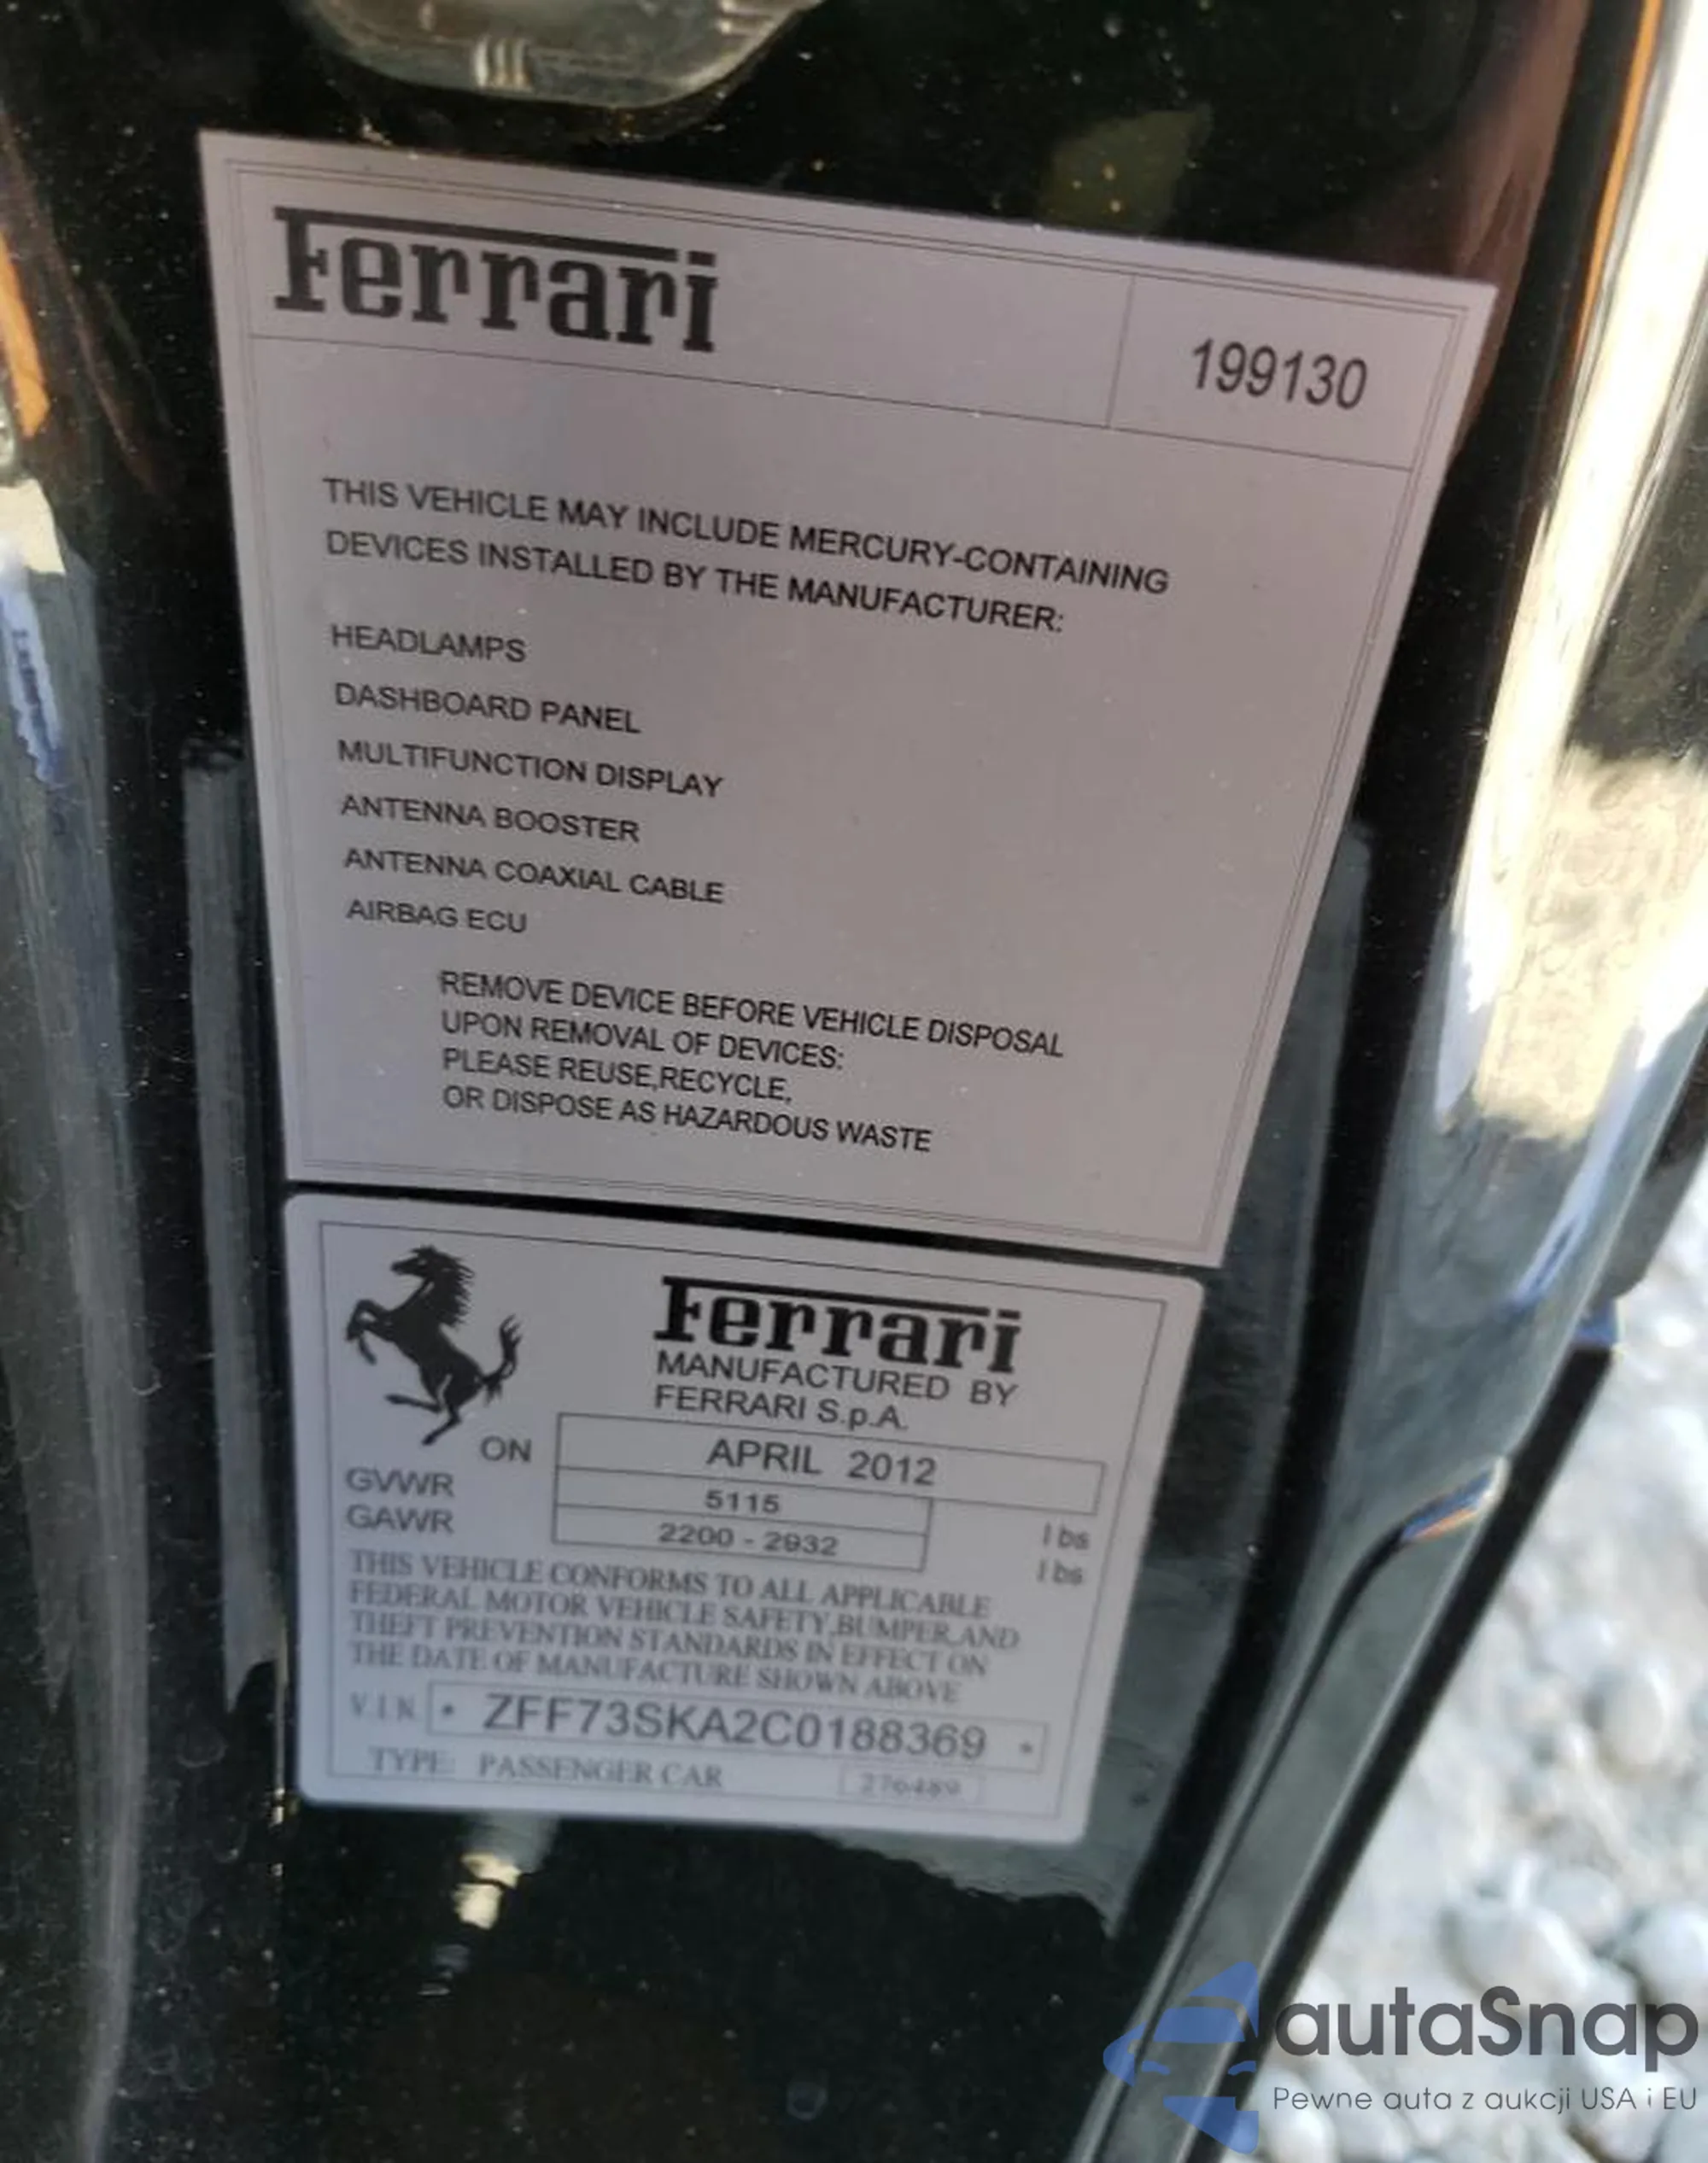 Ferrari
199130
THIS VEHICLE MAY INCLUDE MERCURY-CONTAINING
DEVICES INSTALLED BY THE MANUFACTURER:
HEADLAMPS
DASHBOARD PANEL
MULTIFUNCTION DISPLAY
ANTENNA BOOSTER
ANTENNA COAXIAL CABLE
AIRBAG ECU
REMOVE DEVICE BEFORE VEHICLE DISPOSAL
UPON REMOVAL OF DEVICES:
PLEASE REUSE,RECYCLE,
OR DISPOSE AS HAZARDOUS WASTE
Ferrari
MANUFACTURED BY
FERRARI S.p.A.
ON APRIL 2012
GVWR 5115 lbs
GAWR 2200 - 2932 lbs
THIS VEHICLE CONFORMS TO ALL APPLICABLE
FEDERAL MOTOR VEHICLE SAFETY,BUMPER,AND
THEFT PREVENTION STANDARDS IN EFFECT ON
THE DATE OF MANUFACTURE SHOWN ABOVE
V.I.N. * ZFF73SKA2C0188369 *
TYPE: PASSENGER CAR 276489
autaSnap
Pewne auta z aukcji USA i EU